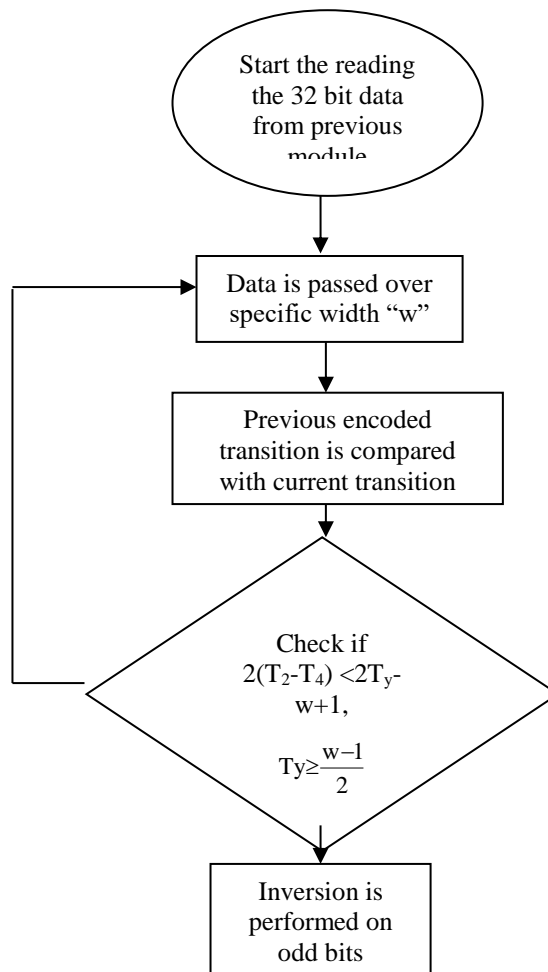 Start the reading
the 32 bit data
from previous
module
Data is passed over
specific width “w”
Previous encoded
transition is compared
with current transition
Check if
2(T₂-T₄) <2Tᵧ-
w+1,
Ty≥(w−1)/2
Inversion is
performed on
odd bits